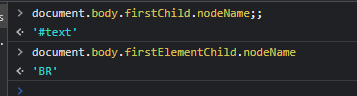 > document.body.firstChild.nodeName;;
'#text'
> document.body.firstElementChild.nodeName
'BR'
>